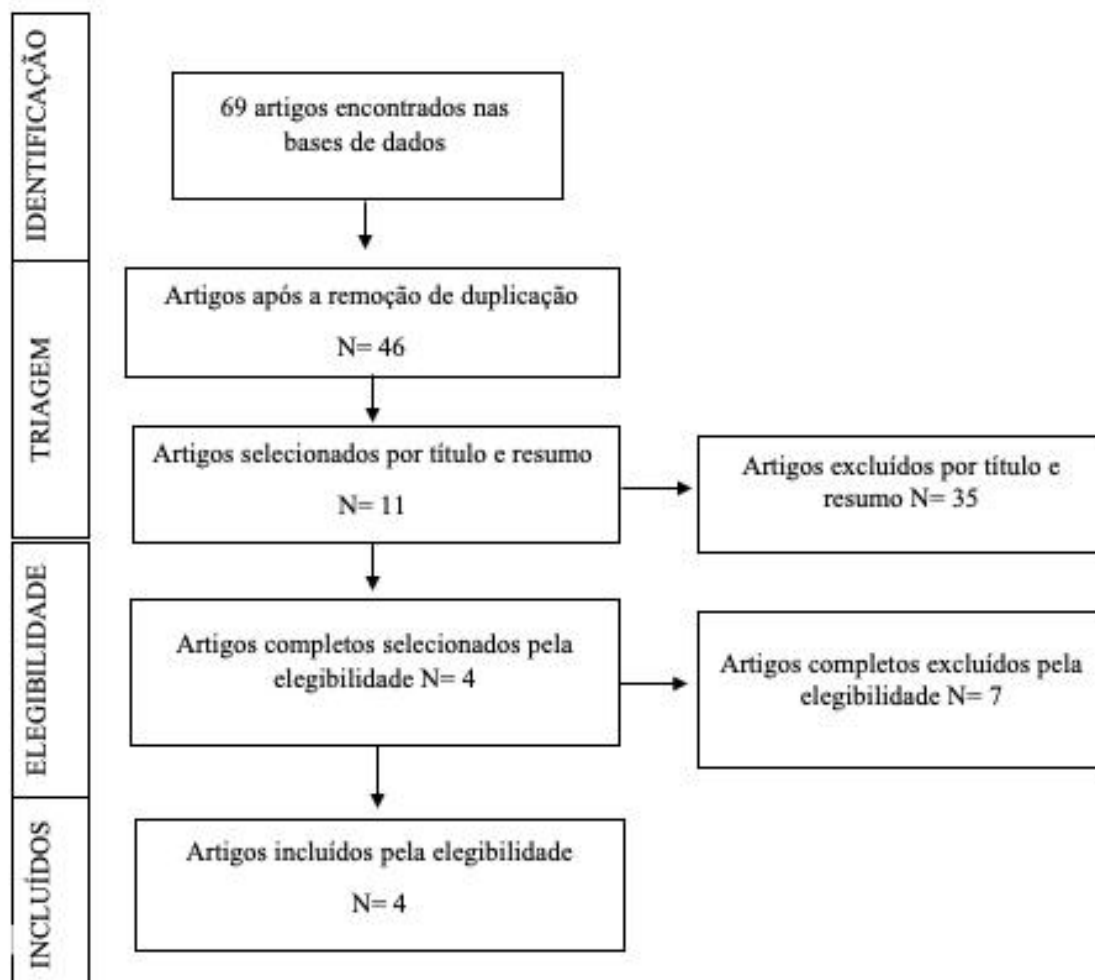 IDENTIFICAÇÃO
69 artigos encontrados nas
bases de dados
TRIAGEM
Artigos após a remoção de duplicação
N= 46
Artigos selecionados por título e resumo
N= 11
Artigos excluídos por título e
resumo N= 35
ELEGIBILIDADE
Artigos completos selecionados pela
elegibilidade N= 4
Artigos completos excluídos pela
elegibilidade N= 7
INCLUÍDOS
Artigos incluídos pela elegibilidade
N= 4